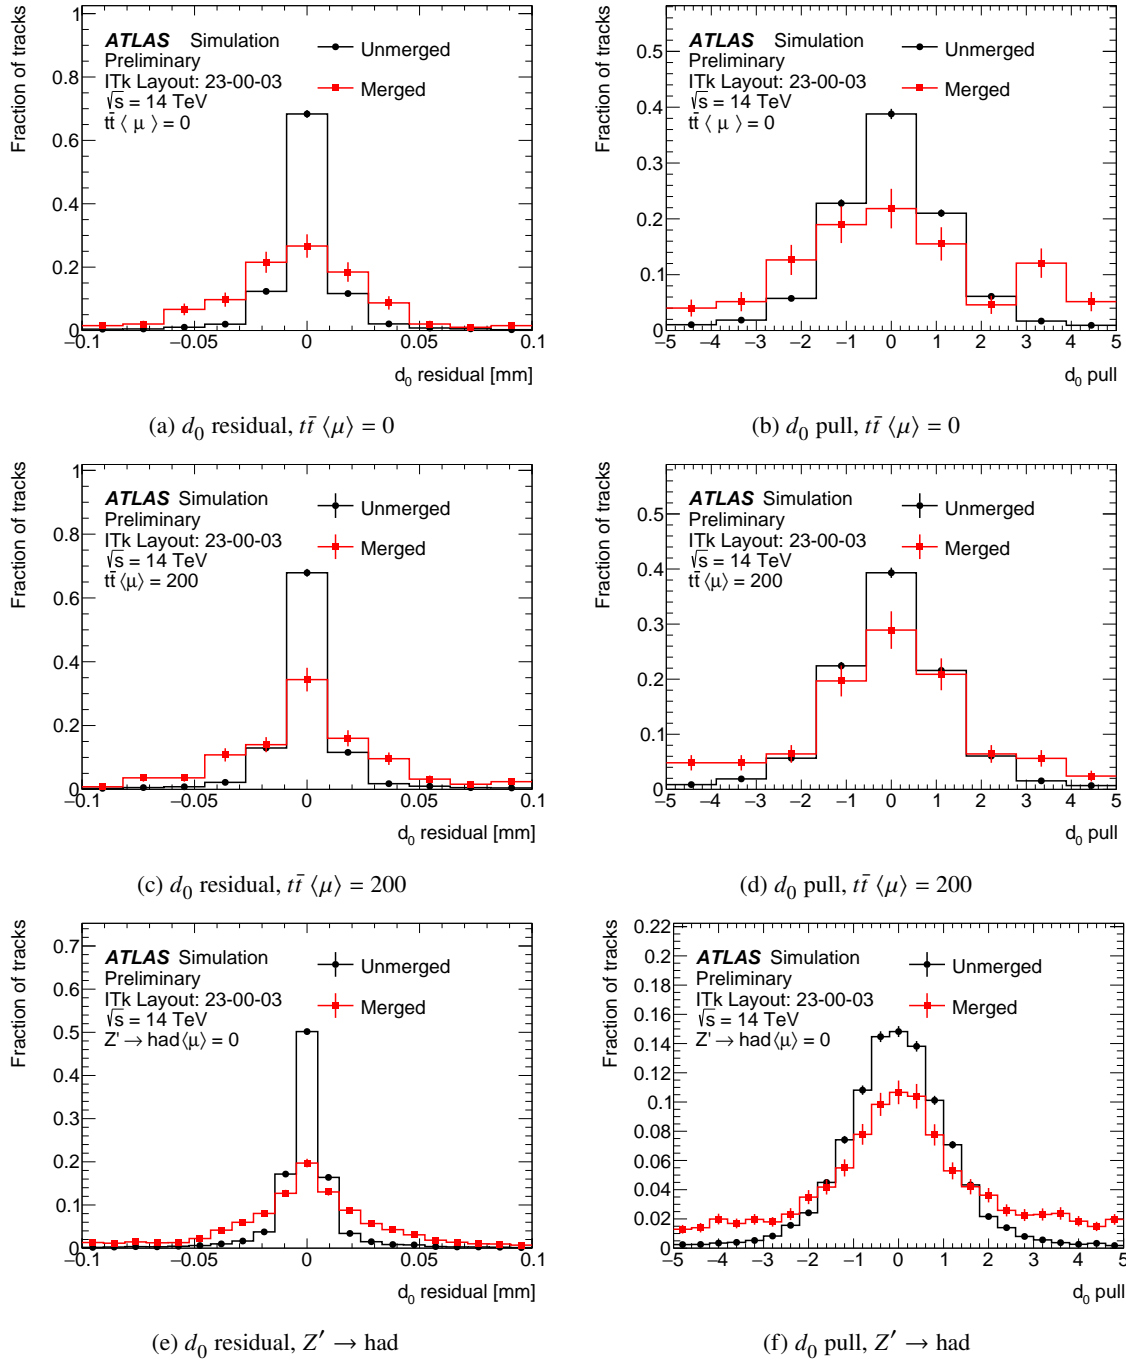 Fraction of tracks
1
0.8
0.6
0.4
0.2
0
ATLAS Simulation
Preliminary
ITk Layout: 23-00-03
√s = 14 TeV
tt̄ ⟨ μ ⟩ = 0
Unmerged
Merged
−0.1 −0.05 0 0.05 0.1
d₀ residual [mm]
(a) d₀ residual, tt̄ ⟨μ⟩ = 0
Fraction of tracks
0.5
0.4
0.3
0.2
0.1
0
ATLAS Simulation
Preliminary
ITk Layout: 23-00-03
√s = 14 TeV
tt̄ ⟨ μ ⟩ = 0
Unmerged
Merged
−5 −4 −3 −2 −1 0 1 2 3 4 5
d₀ pull
(b) d₀ pull, tt̄ ⟨μ⟩ = 0
Fraction of tracks
1
0.8
0.6
0.4
0.2
0
ATLAS Simulation
Preliminary
ITk Layout: 23-00-03
√s = 14 TeV
tt̄ ⟨μ⟩ = 200
Unmerged
Merged
−0.1 −0.05 0 0.05 0.1
d₀ residual [mm]
(c) d₀ residual, tt̄ ⟨μ⟩ = 200
Fraction of tracks
0.5
0.4
0.3
0.2
0.1
0
ATLAS Simulation
Preliminary
ITk Layout: 23-00-03
√s = 14 TeV
tt̄ ⟨μ⟩ = 200
Unmerged
Merged
−5 −4 −3 −2 −1 0 1 2 3 4 5
d₀ pull
(d) d₀ pull, tt̄ ⟨μ⟩ = 200
Fraction of tracks
0.7
0.6
0.5
0.4
0.3
0.2
0.1
0
ATLAS Simulation
Preliminary
ITk Layout: 23-00-03
√s = 14 TeV
Z' → had⟨μ⟩ = 0
Unmerged
Merged
−0.1 −0.05 0 0.05 0.1
d₀ residual [mm]
(e) d₀ residual, Z′ → had
Fraction of tracks
0.22
0.2
0.18
0.16
0.14
0.12
0.1
0.08
0.06
0.04
0.02
0
ATLAS Simulation
Preliminary
ITk Layout: 23-00-03
√s = 14 TeV
Z' → had⟨μ⟩ = 0
Unmerged
Merged
−5 −4 −3 −2 −1 0 1 2 3 4 5
d₀ pull
(f) d₀ pull, Z′ → had